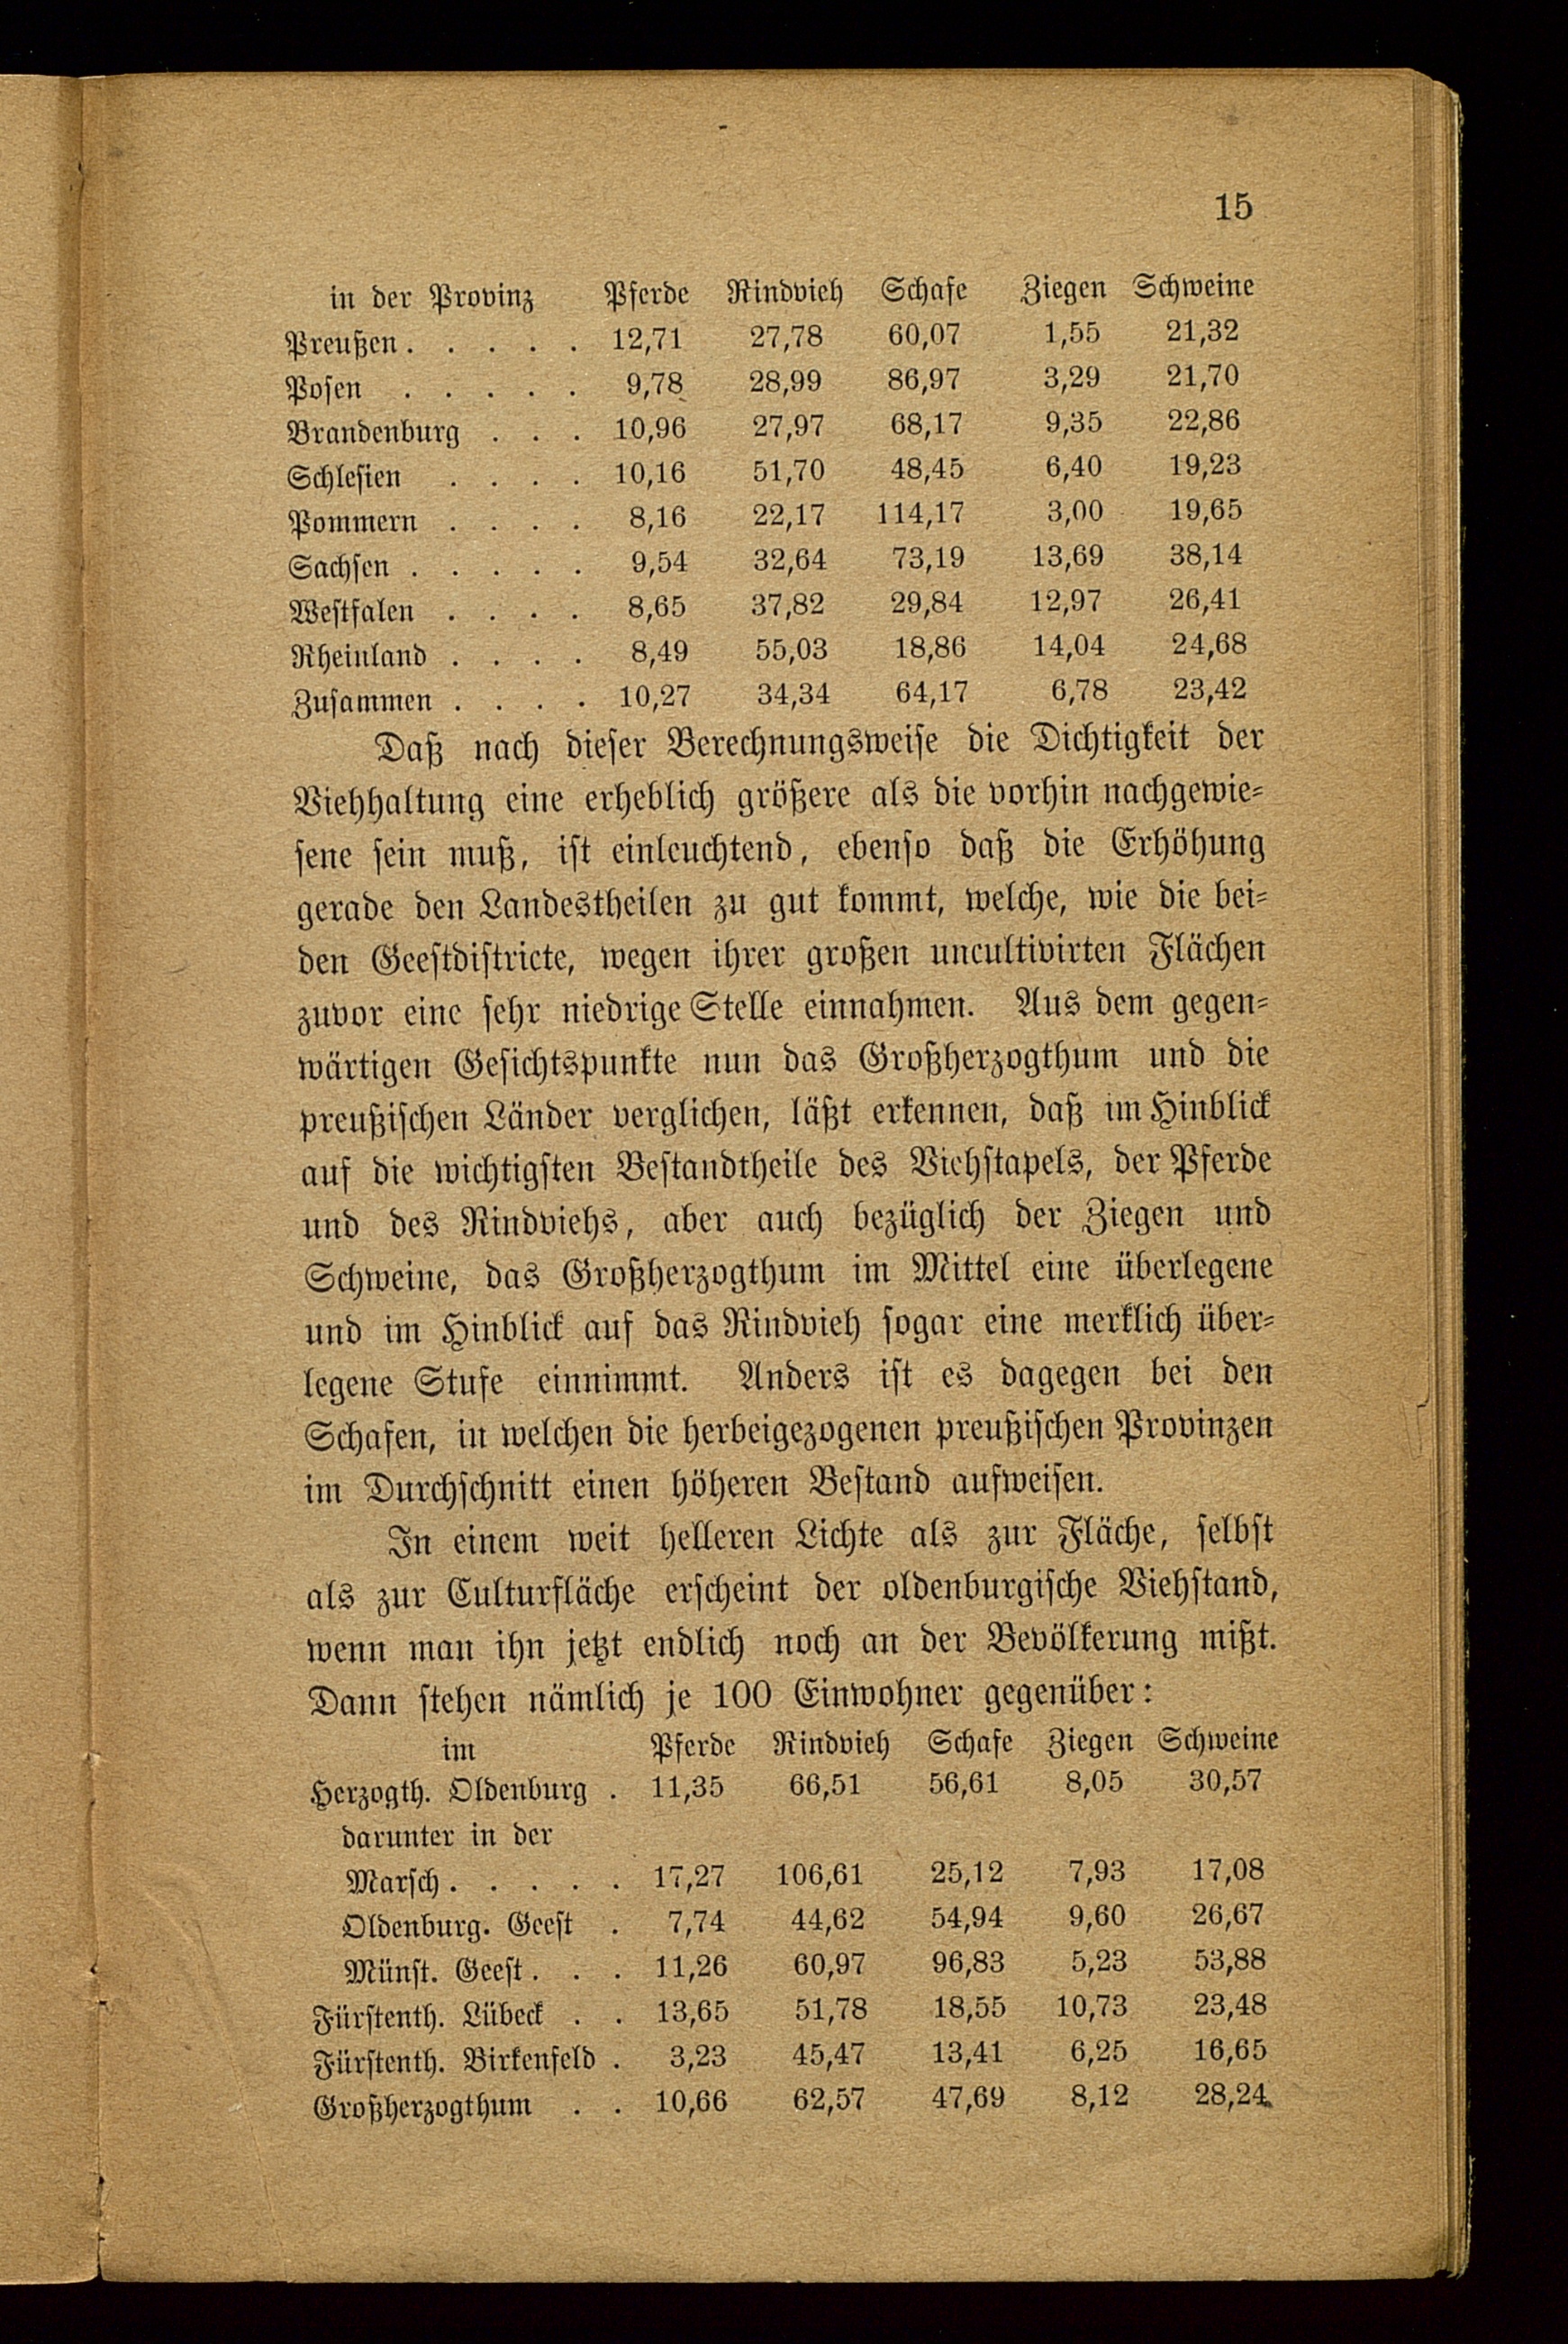 15
in der Provinz Pferde Rindvieh Schafe Ziegen Schweine
Preußen . . . . . 12,71 27,78 60,07 1,55 21,32
Posen . . . . . 9,78 28,99 86,97 3,29 21,70
Brandenburg . . . 10,96 27,97 68,17 9,35 22,86
Schlesien . . . . 10,16 51,70 48,45 6,40 19,23
Pommern . . . . 8,16 22,17 114,17 3,00 19,65
Sachsen . . . . . 9,54 32,64 73,19 13,69 38,14
Westfalen . . . . 8,65 37,82 29,84 12,97 26,41
Rheinland . . . . 8,49 55,03 18,86 14,04 24,68
Zusammen . . . . 10,27 34,34 64,17 6,78 23,42
Daß nach dieser Berechnungsweise die Dichtigkeit der
Viehhaltung eine erheblich größere als die vorhin nachgewie-
sene sein muß, ist einleuchtend, ebenso daß die Erhöhung
gerade den Landestheilen zu gut kommt, welche, wie die bei-
den Geestdistricte, wegen ihrer großen uncultivirten Flächen
zuvor eine sehr niedrige Stelle einnahmen. Aus dem gegen-
wärtigen Gesichtspunkte nun das Großherzogthum und die
preußischen Länder verglichen, läßt erkennen, daß im Hinblick
auf die wichtigsten Bestandtheile des Viehstapels, der Pferde
und des Rindviehs, aber auch bezüglich der Ziegen und
Schweine, das Großherzogthum im Mittel eine überlegene
und im Hinblick auf das Rindvieh sogar eine merklich über-
legene Stufe einnimmt. Anders ist es dagegen bei den
Schafen, in welchen die herbeigezogenen preußischen Provinzen
im Durchschnitt einen höheren Bestand aufweisen.
In einem weit helleren Lichte als zur Fläche, selbst
als zur Culturfläche erscheint der oldenburgische Viehstand,
wenn man ihn jetzt endlich noch an der Bevölkerung mißt.
Dann stehen nämlich je 100 Einwohner gegenüber:
im Pferde Rindvieh Schafe Ziegen Schweine
Herzogth. Oldenburg . 11,35 66,51 56,61 8,05 30,57
darunter in der
Marsch . . . . . 17,27 106,61 25,12 7,93 17,08
Oldenburg. Geest . 7,74 44,62 54,94 9,60 26,67
Münst. Geest . . . 11,26 60,97 96,83 5,23 53,88
Fürstenth. Lübeck . . 13,65 51,78 18,55 10,73 23,48
Fürstenth. Birkenfeld . 3,23 45,47 13,41 6,25 16,65
Großherzogthum . . 10,66 62,57 47,69 8,12 28,24